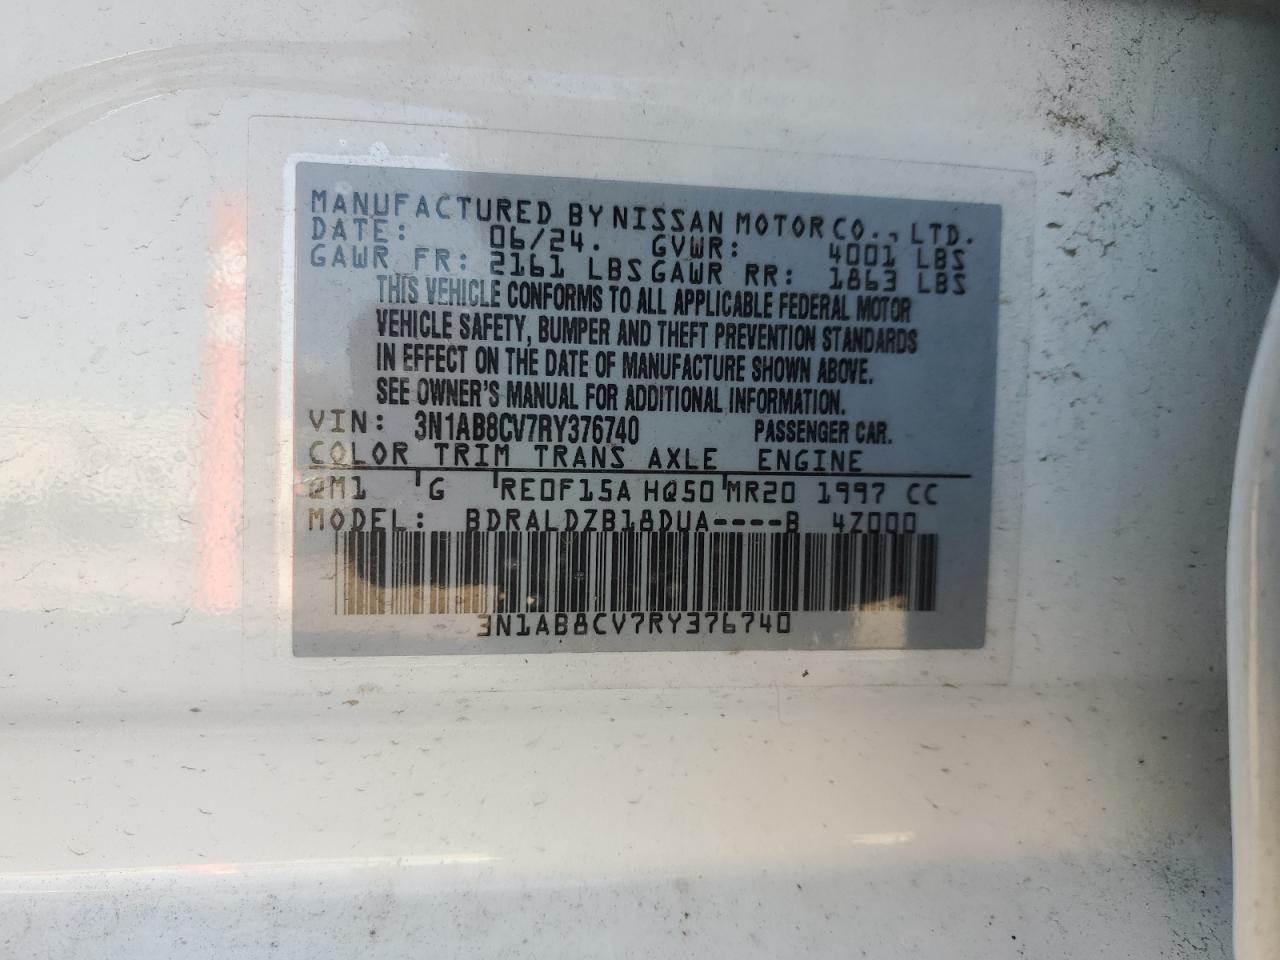 MANUFACTURED BY NISSAN MOTOR CO., LTD.
DATE: 06/24. GVWR: 4001 LBS
GAWR FR: 2161 LBS GAWR RR: 1863 LBS
THIS VEHICLE CONFORMS TO ALL APPLICABLE FEDERAL MOTOR
VEHICLE SAFETY, BUMPER AND THEFT PREVENTION STANDARDS
IN EFFECT ON THE DATE OF MANUFACTURE SHOWN ABOVE.
SEE OWNER'S MANUAL FOR ADDITIONAL INFORMATION.
VIN: 3N1AB8CV7RY376740 PASSENGER CAR.
COLOR TRIM TRANS AXLE ENGINE
QM1 G RE0F15A HQ50 MR20 1997 CC
MODEL: BDRALDZB18DUA----B 4Z000
3N1AB8CV7RY376740